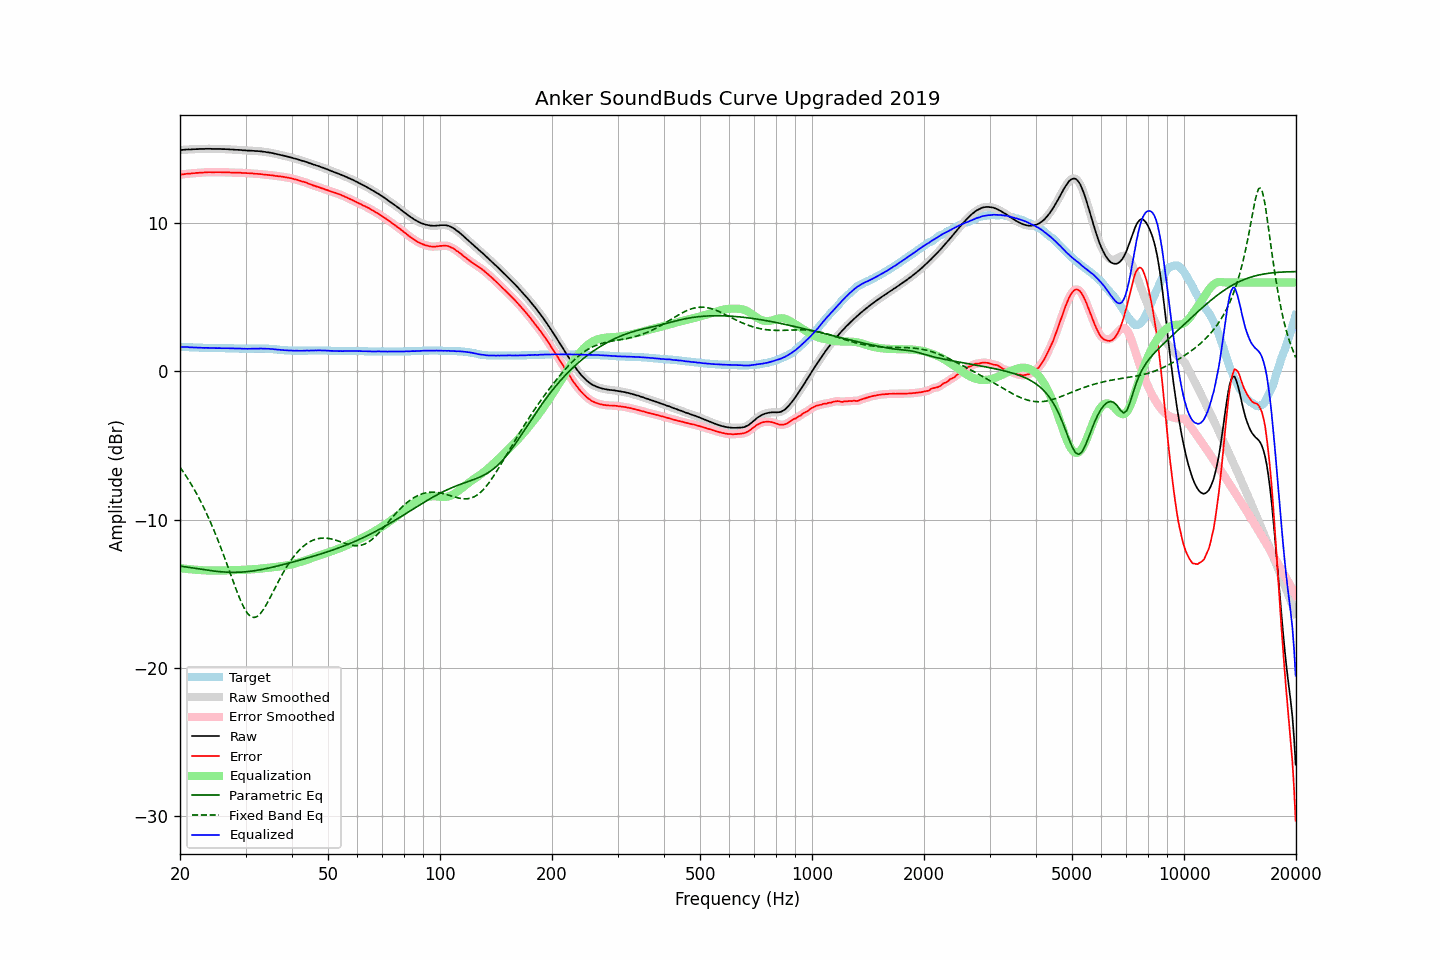 Anker SoundBuds Curve Upgraded 2019
Amplitude (dBr)
10
0
−10
−20
−30
Target
Raw Smoothed
Error Smoothed
Raw
Error
Equalization
Parametric Eq
Fixed Band Eq
Equalized
20 50 100 200 500 1000 2000 5000 10000 20000
Frequency (Hz)